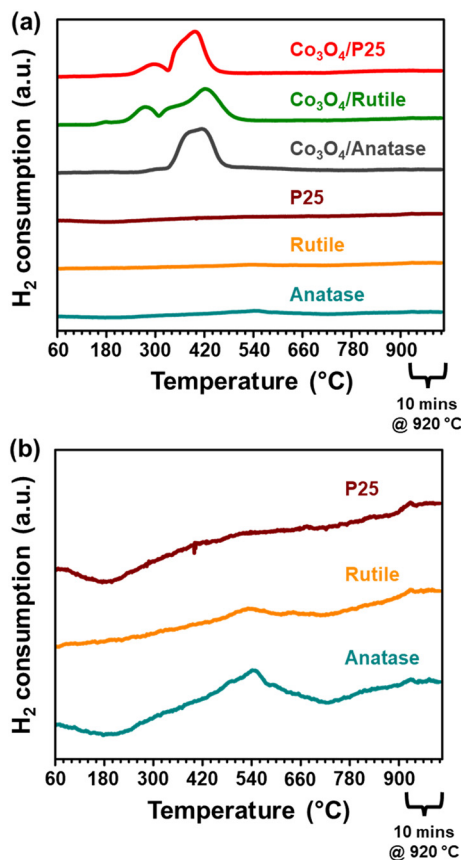 (a)
H₂ consumption (a.u.)
Co₃O₄/P25
Co₃O₄/Rutile
Co₃O₄/Anatase
P25
Rutile
Anatase
60 180 300 420 540 660 780 900
Temperature (°C)
10 mins
@ 920 °C
(b)
H₂ consumption (a.u.)
P25
Rutile
Anatase
60 180 300 420 540 660 780 900
Temperature (°C)
10 mins
@ 920 °C